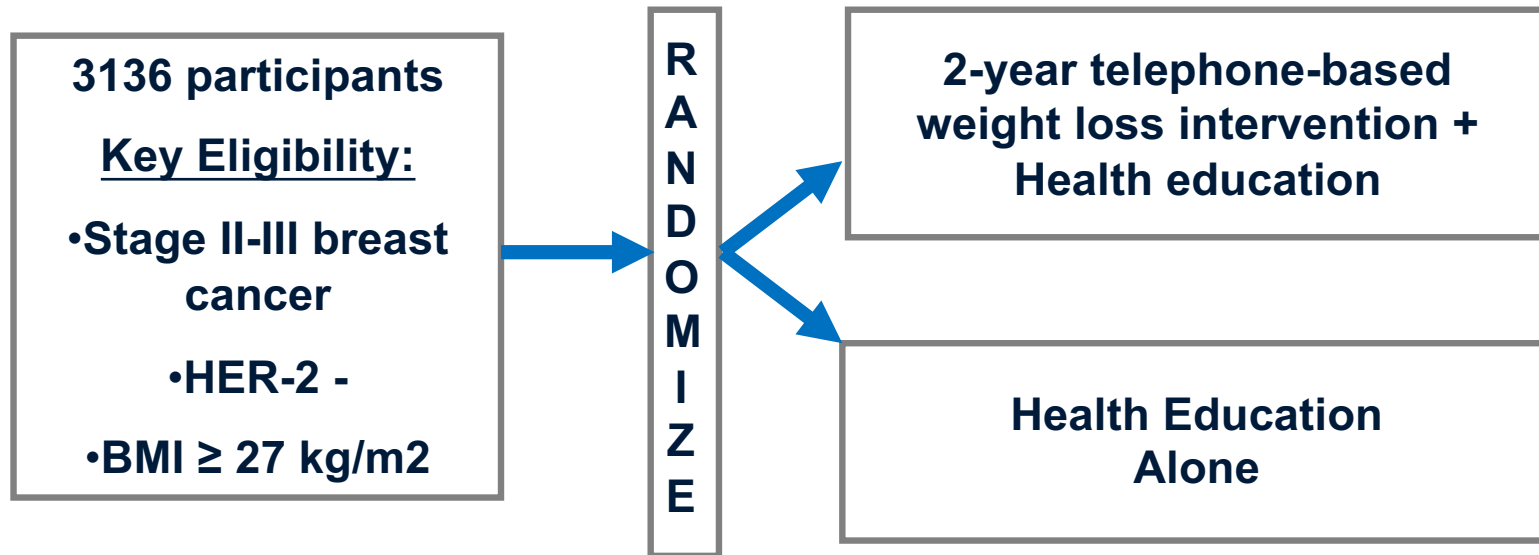 3136 participants
Key Eligibility:
•Stage II-III breast
cancer
•HER-2 -
•BMI ≥ 27 kg/m2
R
A
N
D
O
M
I
Z
E
2-year telephone-based
weight loss intervention +
Health education
Health Education
Alone